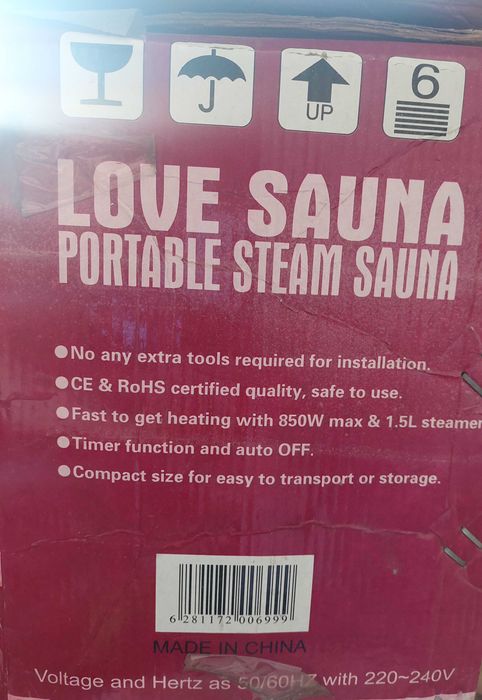 UP
6
LOVE SAUNA
PORTABLE STEAM SAUNA
●No any extra tools required for installation.
●CE & RoHS certified quality, safe to use.
●Fast to get heating with 850W max & 1.5L steamer
●Timer function and auto OFF.
●Compact size for easy to transport or storage.
6 281172 006999
MADE IN CHINA
Voltage and Hertz as 50/60HZ with 220~240V